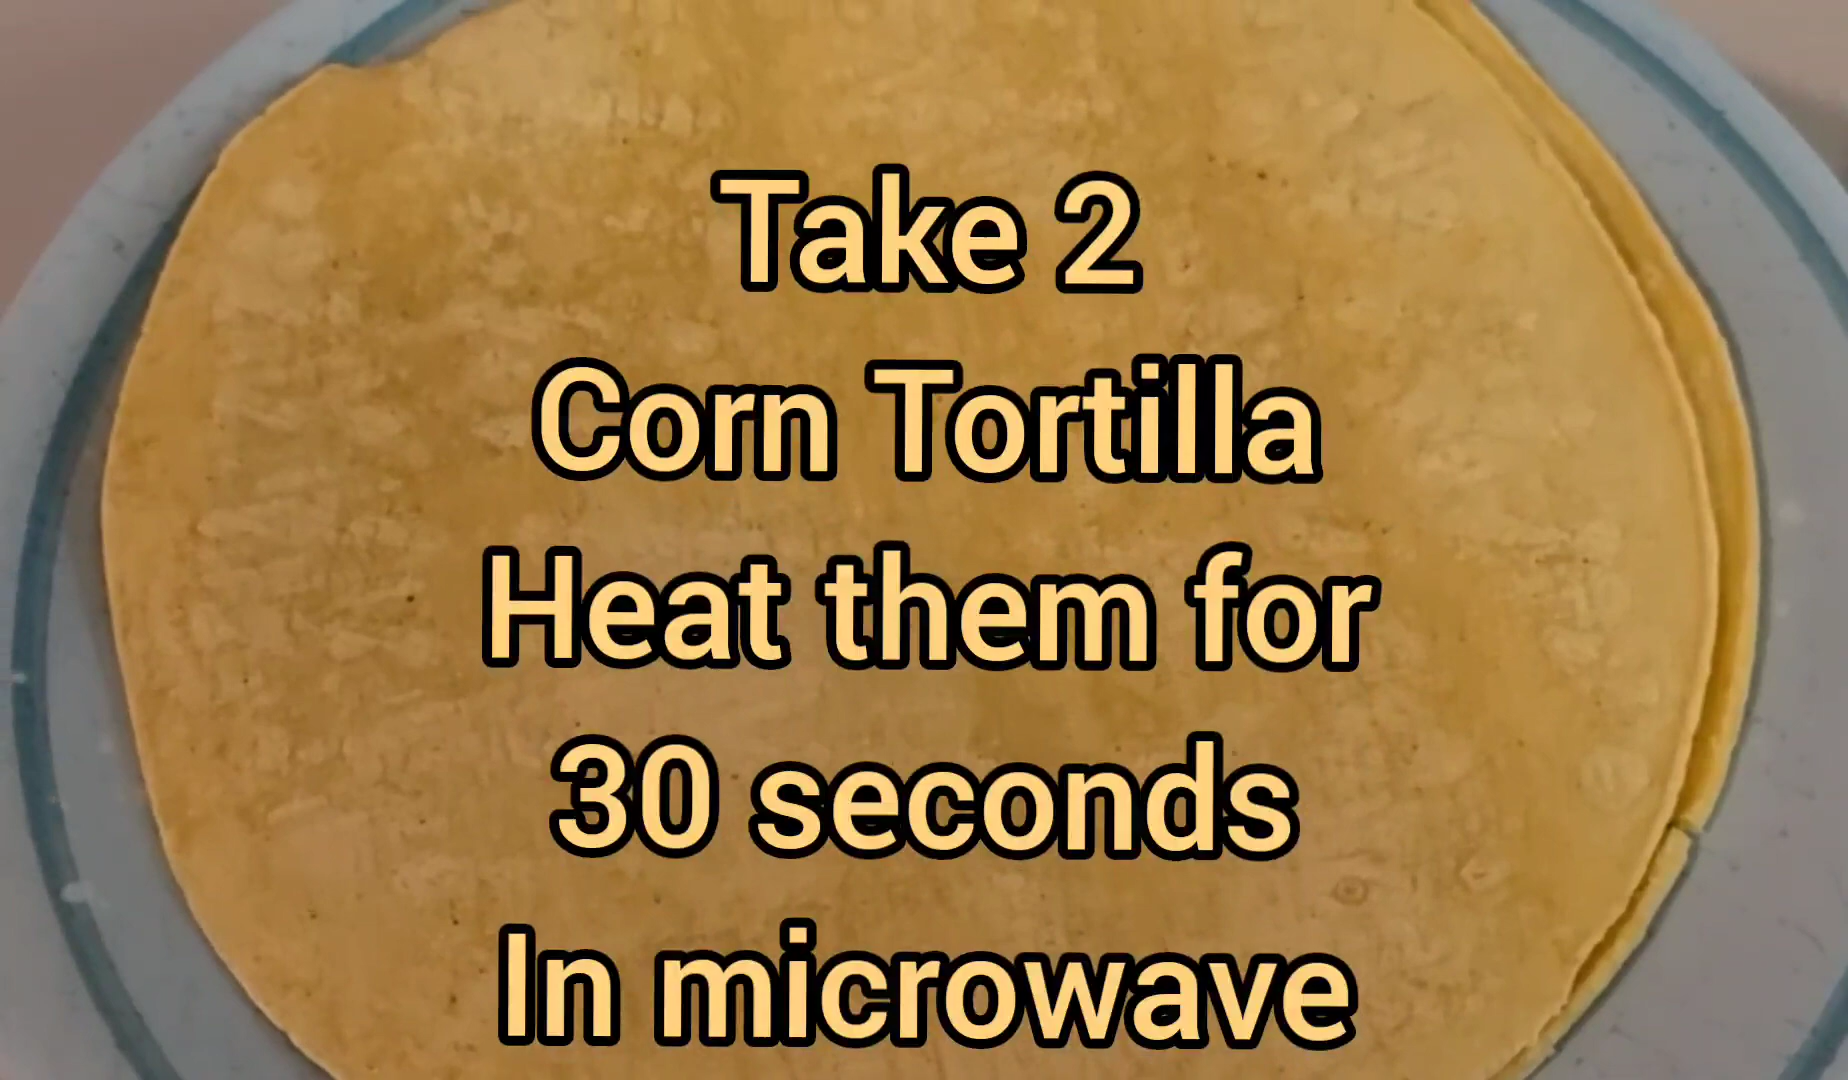 Take 2
Corn Tortilla
Heat them for
30 seconds
In microwave